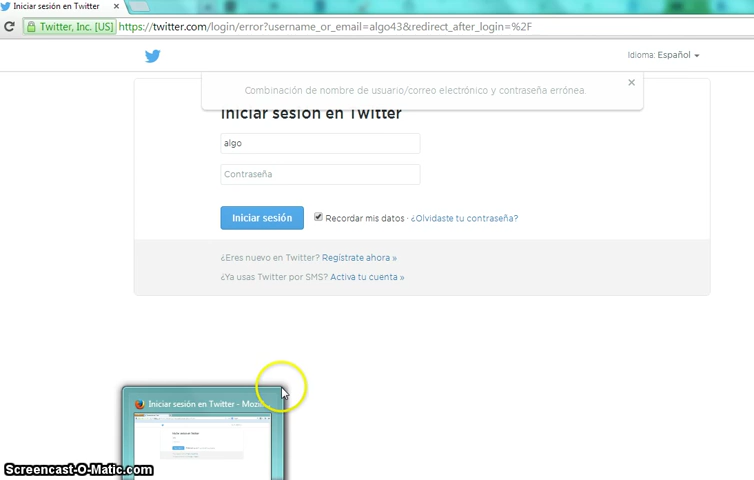 Iniciar sesión en Twitter
Twitter, Inc. [US] https://twitter.com/login/error?username_or_email=algo43&redirect_after_login=%2F
Idioma: Español
Combinación de nombre de usuario/correo electrónico y contraseña errónea.
Iniciar sesión en Twitter
algo
Contraseña
Iniciar sesión
Recordar mis datos · ¿Olvidaste tu contraseña?
¿Eres nuevo en Twitter? Regístrate ahora »
¿Ya usas Twitter por SMS? Activa tu cuenta »
Iniciar sesión en Twitter - Mozil...
Screencast-O-Matic.com